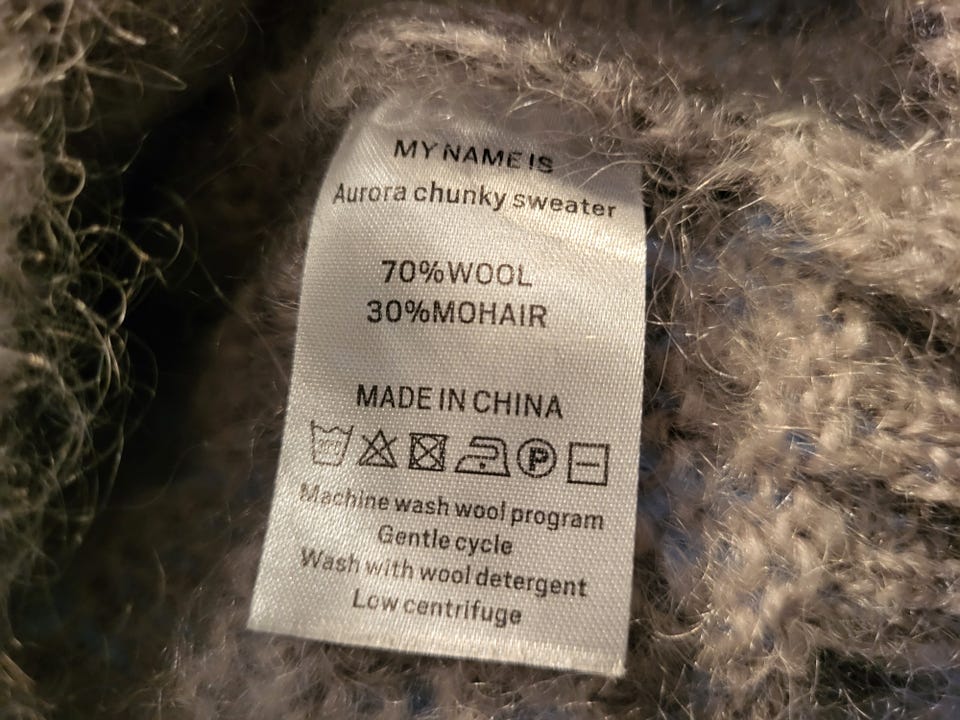 MY NAME IS
Aurora chunky sweater
70%WOOL
30%MOHAIR
MADE IN CHINA
P
Machine wash wool program
Gentle cycle
Wash with wool detergent
Low centrifuge